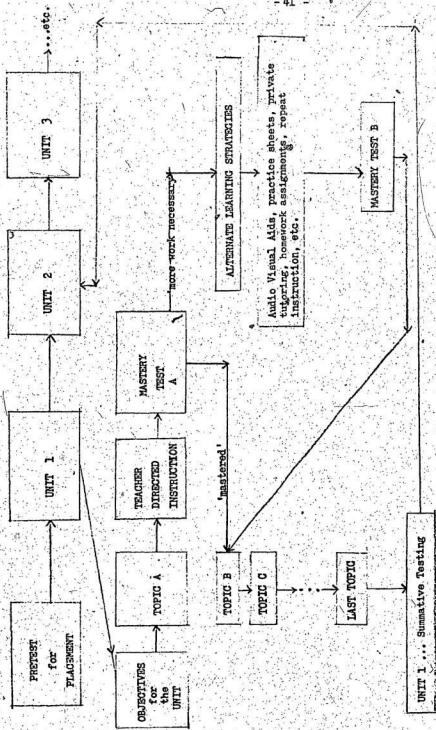 - 41 -
PRETEST
for
PLACEMENT
UNIT 1
UNIT 2
UNIT 3
...etc.
OBJECTIVES
for
the
UNIT
TOPIC A
TEACHER
DIRECTED
INSTRUCTION
MASTERY
TEST
A
'more work necessary'
'mastered'
ALTERNATE LEARNING STRATEGIES
Audio Visual Aids, practice sheets, private
tutoring, homework assignments, repeat
instruction, etc.
MASTERY TEST B
TOPIC B
TOPIC C
LAST TOPIC
UNIT 1 ... Summative Testing